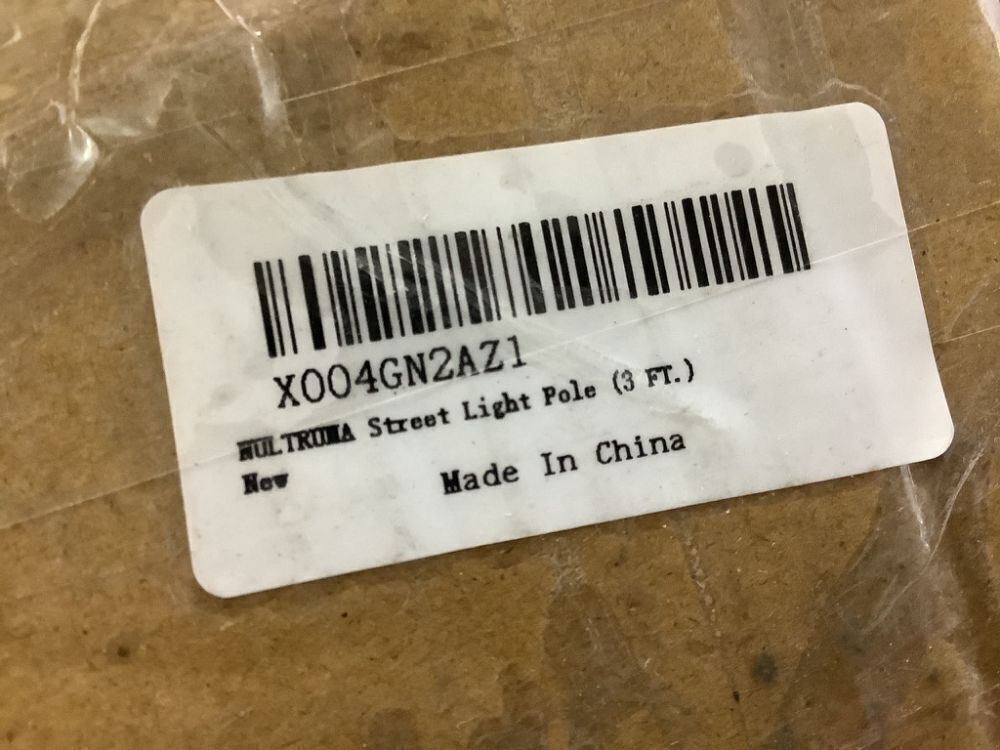 X004GN2AZ1
Street Light Pole (3 FT.)
New
Made In China